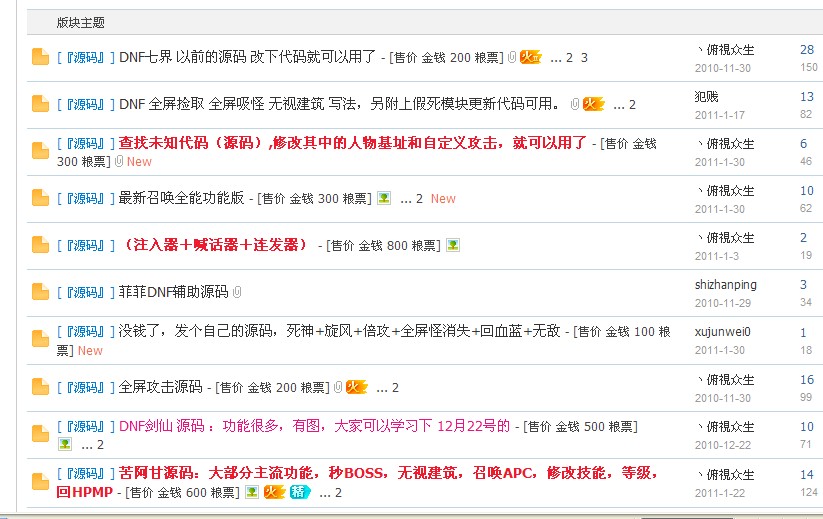 版块主题
[『源码』] DNF七界 以前的源码 改下代码就可以用了 - [售价 金钱 200 粮票] 火 ... 2 3
丶俯視众生 28
2010-11-30 150
[『源码』] DNF 全屏捡取 全屏吸怪 无视建筑 写法，另附上假死模块更新代码可用。 火 ... 2
犯贱 13
2011-1-17 82
[『源码』] 查找未知代码（源码）,修改其中的人物基址和自定义攻击，就可以用了 - [售价 金钱
300 粮票] New
丶俯視众生 6
2011-1-30 46
[『源码』] 最新召唤全能功能版 - [售价 金钱 300 粮票] ... 2 New
丶俯視众生 10
2011-1-30 62
[『源码』] （注入器＋喊话器＋连发器） - [售价 金钱 800 粮票]
丶俯視众生 2
2011-1-3 19
[『源码』] 菲菲DNF辅助源码
shizhanping 3
2010-11-29 34
[『源码』] 没钱了，发个自己的源码，死神+旋风+倍攻+全屏怪消失+回血蓝+无敌 - [售价 金钱 100 粮
票] New
xujunwei0 1
2011-1-30 18
[『源码』] 全屏攻击源码 - [售价 金钱 200 粮票] 火 ... 2
丶俯視众生 16
2010-11-30 99
[『源码』] DNF剑仙 源码 ：功能很多，有图，大家可以学习下 12月22号的 - [售价 金钱 500 粮票]
... 2
丶俯視众生 10
2010-12-22 71
[『源码』] 苦阿甘源码：大部分主流功能，秒BOSS，无视建筑，召唤APC，修改技能，等级，
回HPMP - [售价 金钱 600 粮票] 火 精 ... 2
丶俯視众生 14
2011-1-22 124